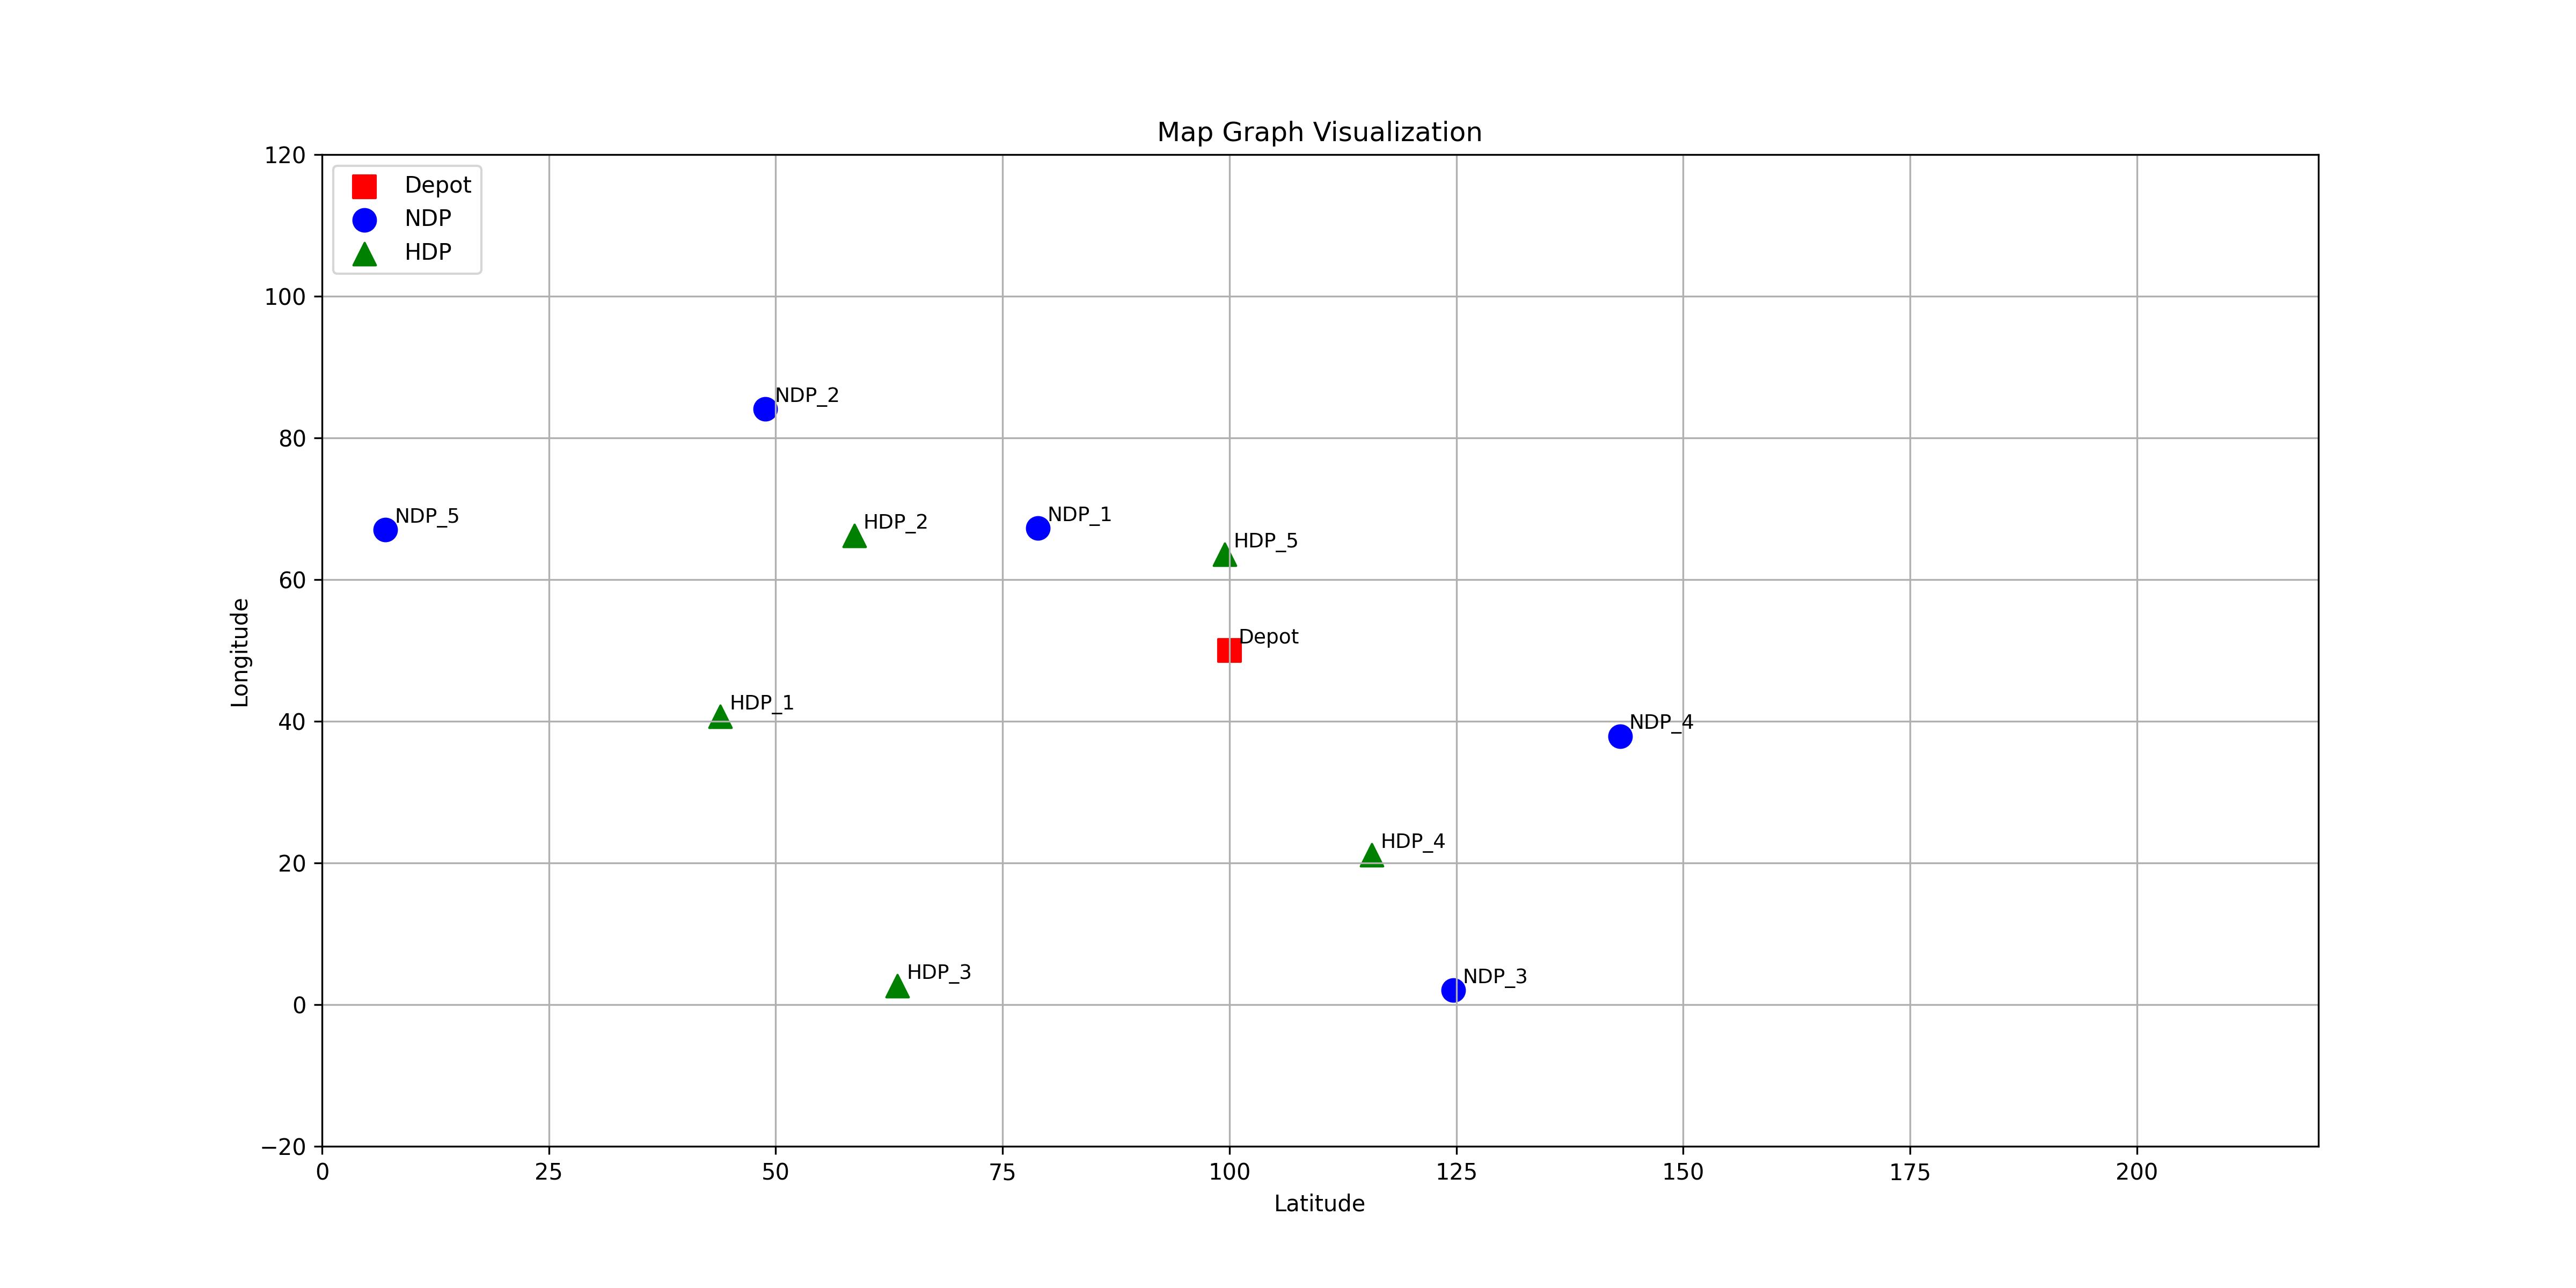 Map Graph Visualization
120
100
80
60
40
20
0
−20
Longitude
Depot
NDP
HDP
NDP_2
NDP_5
HDP_2
NDP_1
HDP_5
Depot
HDP_1
NDP_4
HDP_4
HDP_3
NDP_3
0 25 50 75 100 125 150 175 200
Latitude